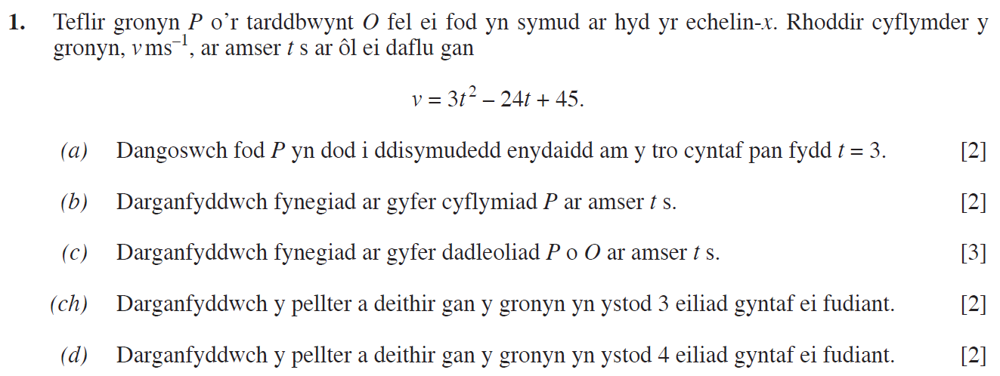 1. Teflir gronyn P o’r tarddbwynt O fel ei fod yn symud ar hyd yr echelin-x. Rhoddir cyflymder y
gronyn, v ms⁻¹, ar amser t s ar ôl ei daflu gan
v = 3t² – 24t + 45.
(a) Dangoswch fod P yn dod i ddisymudedd enydaidd am y tro cyntaf pan fydd t = 3. [2]
(b) Darganfyddwch fynegiad ar gyfer cyflymiad P ar amser t s. [2]
(c) Darganfyddwch fynegiad ar gyfer dadleoliad P o O ar amser t s. [3]
(ch) Darganfyddwch y pellter a deithir gan y gronyn yn ystod 3 eiliad gyntaf ei fudiant. [2]
(d) Darganfyddwch y pellter a deithir gan y gronyn yn ystod 4 eiliad gyntaf ei fudiant. [2]